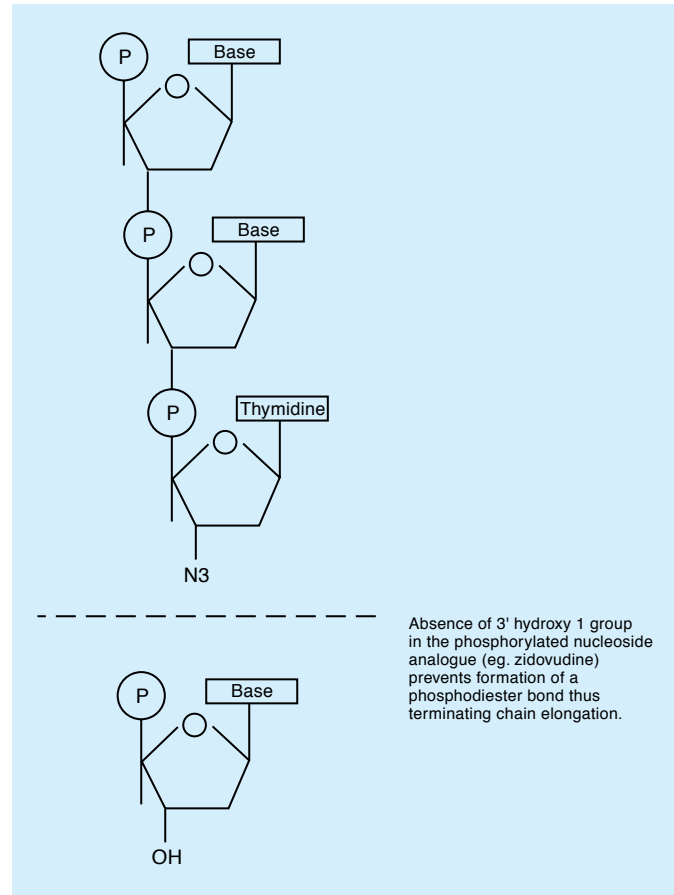 P
Base
P
Base
P
Thymidine
N3
Absence of 3' hydroxy 1 group
in the phosphorylated nucleoside
analogue (eg. zidovudine)
prevents formation of a
phosphodiester bond thus
terminating chain elongation.
P
Base
OH